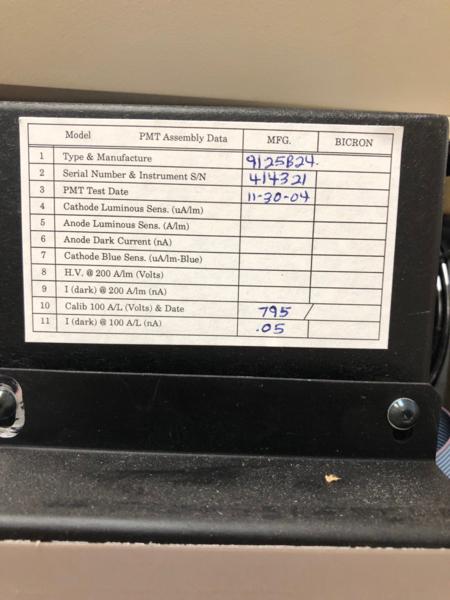 Model PMT Assembly Data MFG. BICRON
1 Type & Manufacture 9125B24.
2 Serial Number & Instrument S/N 414321
3 PMT Test Date 11-30-04
4 Cathode Luminous Sens. (uA/lm)
5 Anode Luminous Sens. (A/lm)
6 Anode Dark Current (nA)
7 Cathode Blue Sens. (uA/lm-Blue)
8 H.V. @ 200 A/lm (Volts)
9 I (dark) @ 200 A/lm (nA)
10 Calib 100 A/L (Volts) & Date 795 /
11 I (dark) @ 100 A/L (nA) .05